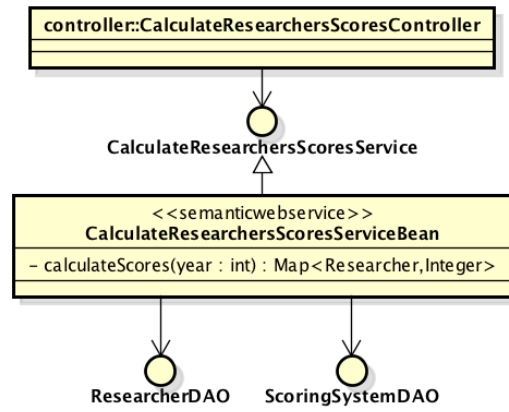 controller::CalculateResearchersScoresController
CalculateResearchersScoresService
<<semanticwebservice>>
CalculateResearchersScoresServiceBean
- calculateScores(year : int) : Map<Researcher,Integer>
ResearcherDAO
ScoringSystemDAO